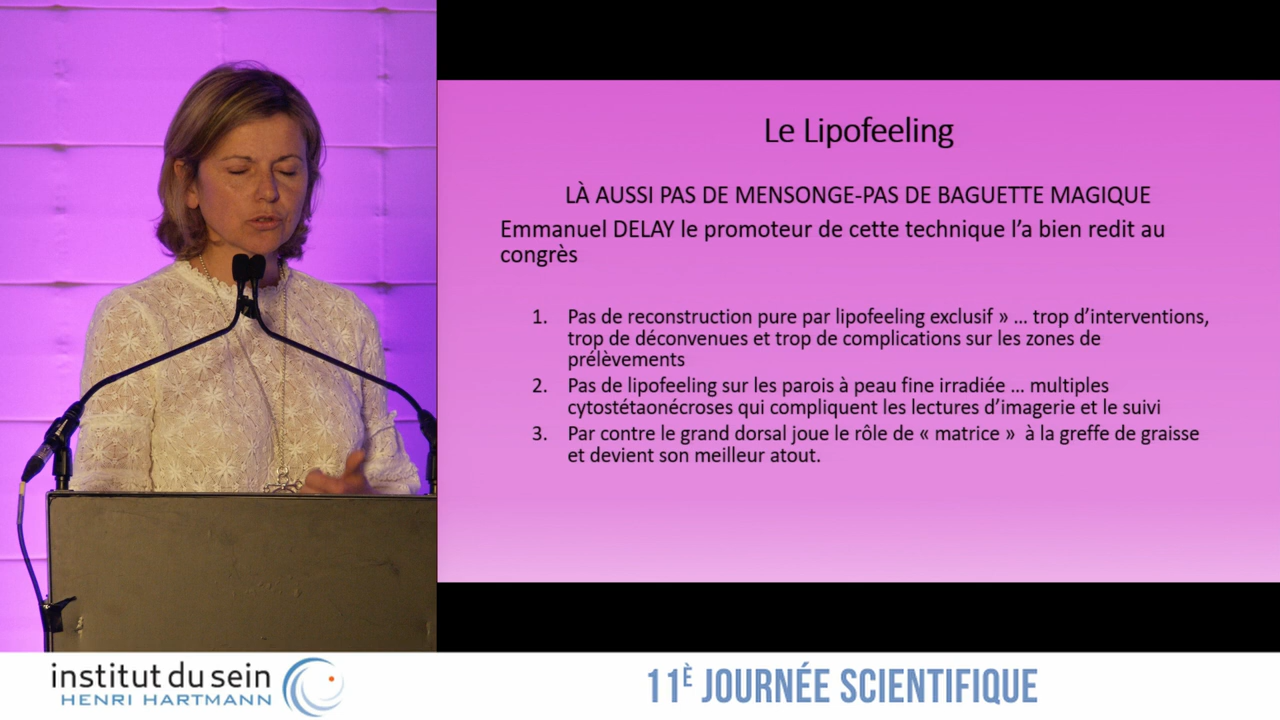 Le Lipofeeling
LÀ AUSSI PAS DE MENSONGE-PAS DE BAGUETTE MAGIQUE
Emmanuel DELAY le promoteur de cette technique l’a bien redit au
congrès
1. Pas de reconstruction pure par lipofeeling exclusif » ... trop d’interventions,
trop de déconvenues et trop de complications sur les zones de
prélèvements
2. Pas de lipofeeling sur les parois à peau fine irradiée ... multiples
cytostétaonécroses qui compliquent les lectures d’imagerie et le suivi
3. Par contre le grand dorsal joue le rôle de « matrice » à la greffe de graisse
et devient son meilleur atout.
institut du sein
HENRI HARTMANN
11È JOURNÉE SCIENTIFIQUE